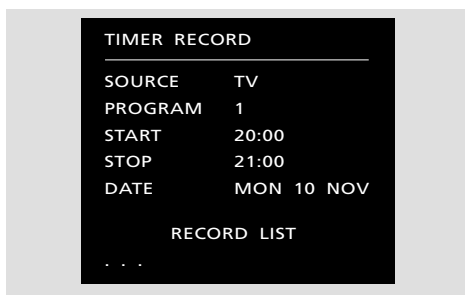 TIMER RECORD
SOURCE TV
PROGRAM 1
START 20:00
STOP 21:00
DATE MON 10 NOV
RECORD LIST
. . .